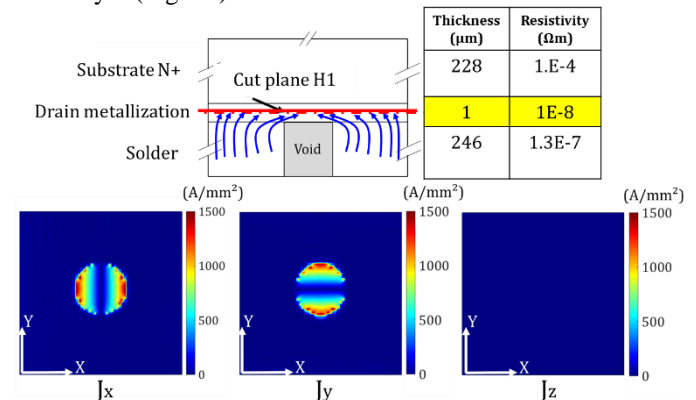 Thickness (μm) Resistivity (Ωm)
Substrate N+ 228 1.E-4
Cut plane H1
Drain metallization 1 1E-8
Solder Void 246 1.3E-7
(A/mm²) (A/mm²) (A/mm²)
1500 1500 1500
1000 1000 1000
500 500 500
Y Y Y
X X X
0 0 0
Jx Jy Jz